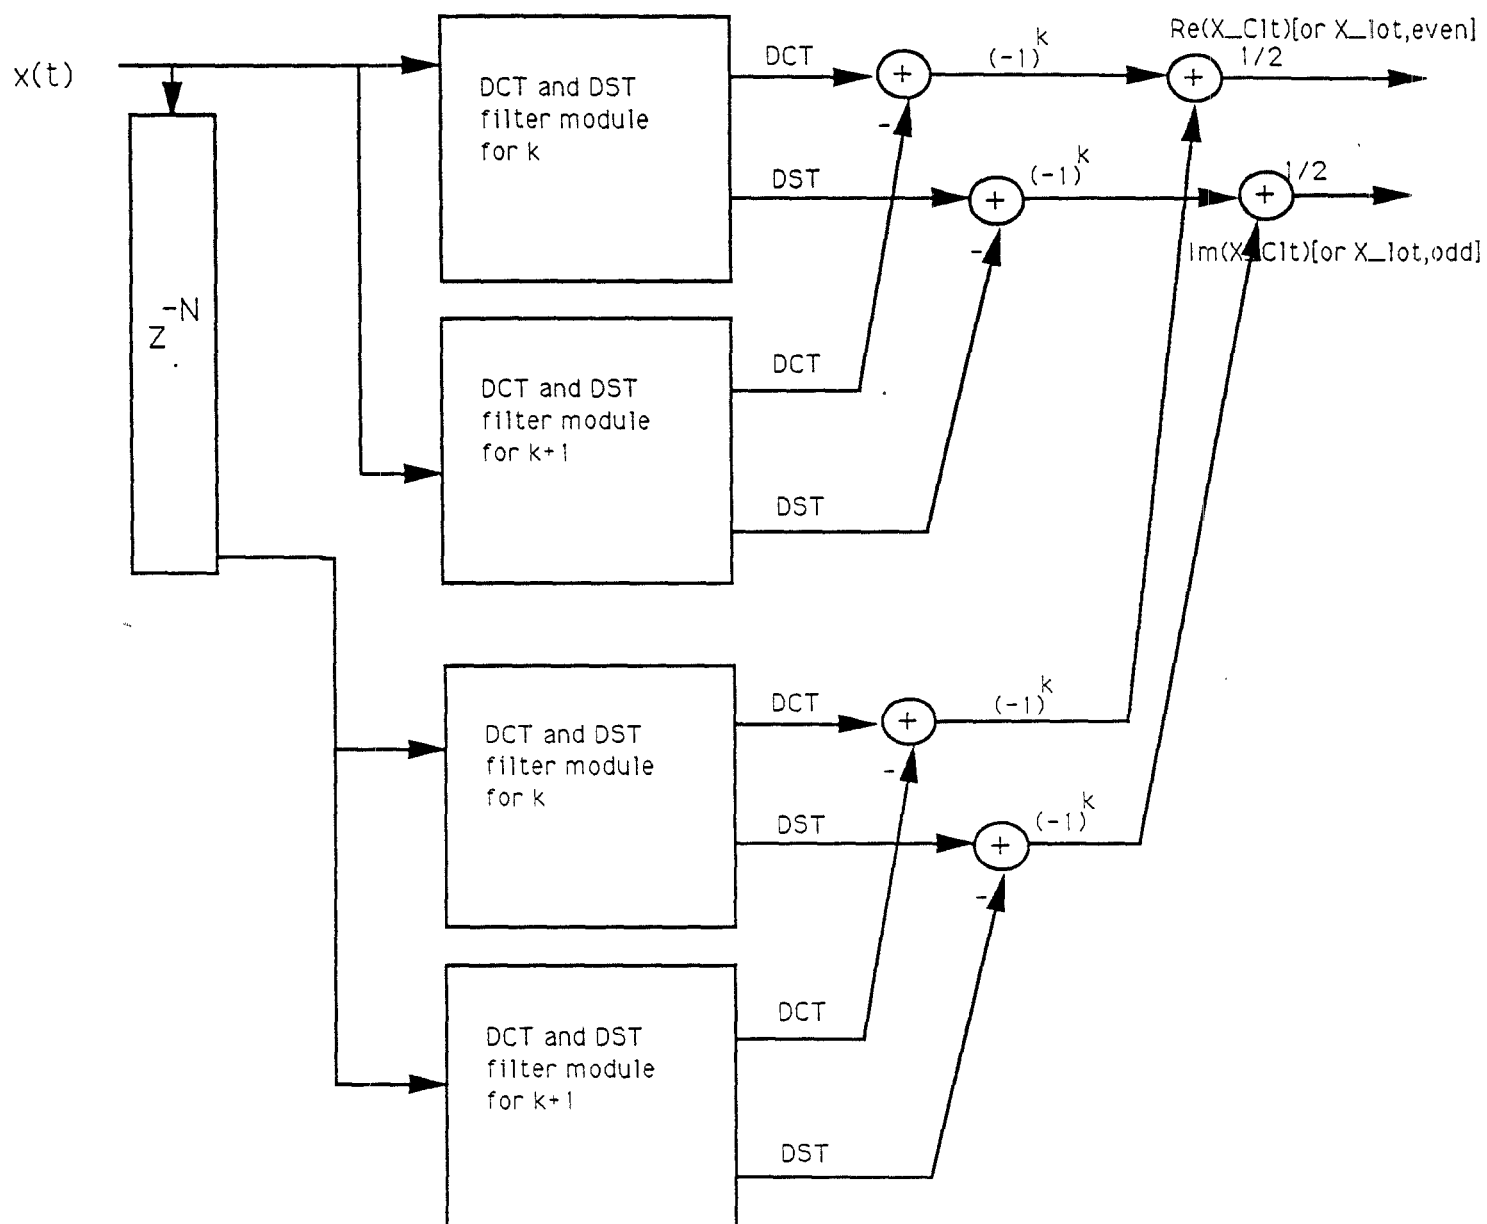 Re(X_Clt)[or X_lot,even]
x(t)
DCT and DST
filter module
for k
DCT
+
(-1)^k
+
1/2
DST
-
+
(-1)^k
+
1/2
-
Im(X_Clt)[or X_lot,odd]
Z^-N
DCT and DST
filter module
for k+1
DCT
DST
DCT and DST
filter module
for k
DCT
+
(-1)^k
-
DST
+
(-1)^k
-
DCT and DST
filter module
for k+1
DCT
DST